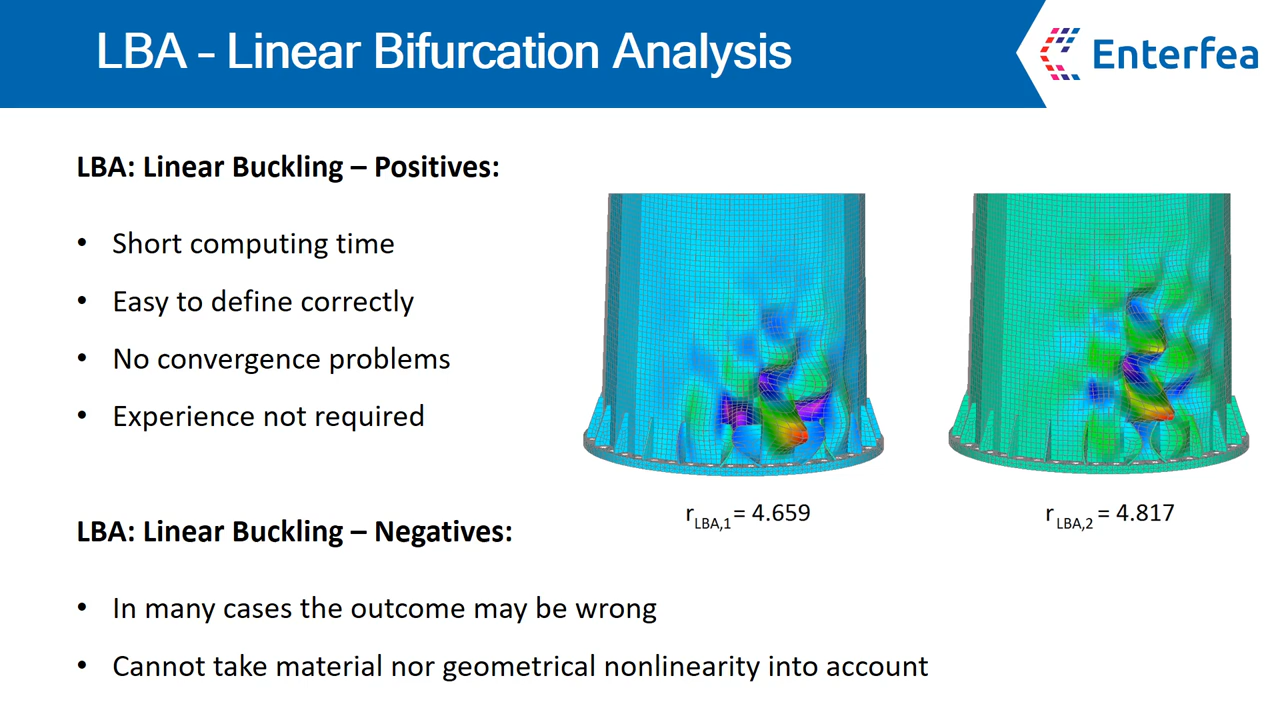 LBA – Linear Bifurcation Analysis
Enterfea
LBA: Linear Buckling – Positives:
• Short computing time
• Easy to define correctly
• No convergence problems
• Experience not required
r LBA,1 = 4.659
r LBA,2 = 4.817
LBA: Linear Buckling – Negatives:
• In many cases the outcome may be wrong
• Cannot take material nor geometrical nonlinearity into account